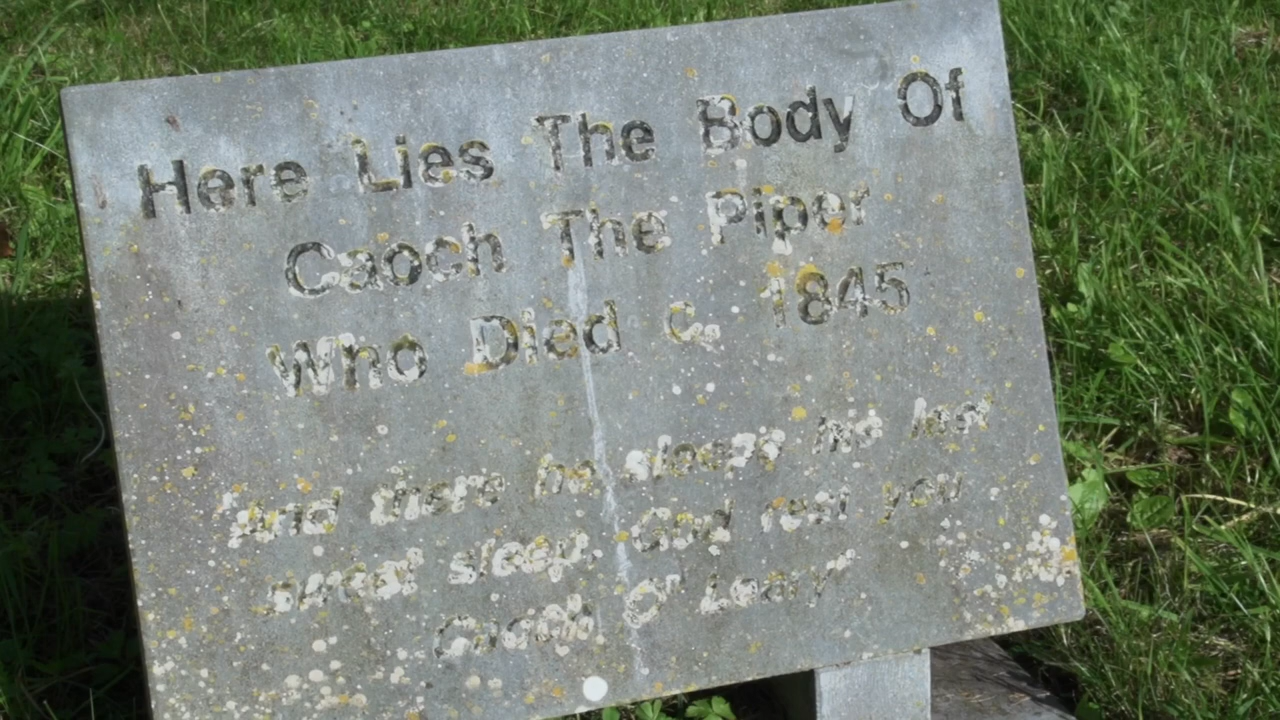 Here Lies The Body Of
Caoch The Piper
Who Died c. 1845
And there he sleeps his last
sweet sleep, God rest you
Caoch O' Leary